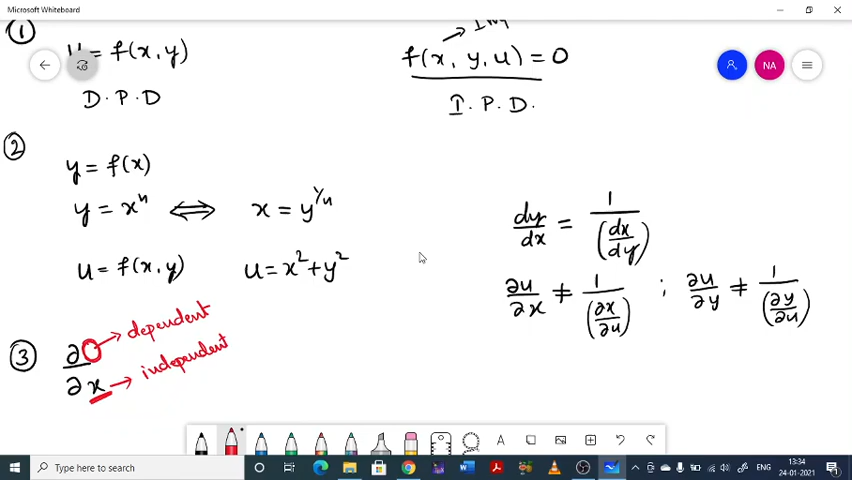 Microsoft Whiteboard
①
u = f(x, y)
f(x, y, u) = 0
NA
D.P.D
I.P.D.
②
y = f(x)
y = xⁿ ⟺ x = y^{1/n}
dy/dx = 1/(dx/dy)
u = f(x, y) u = x² + y²
∂u/∂x ≠ 1/(∂x/∂u) ; ∂u/∂y ≠ 1/(∂y/∂u)
③
∂○ → dependent
∂x → independent
A
Type here to search
ENG
13:34
24-01-2021